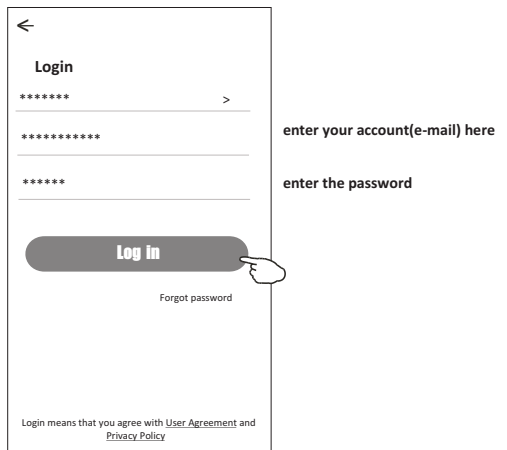 ←
Login
******* >
***********
enter your account(e-mail) here
******
enter the password
Log in
Forgot password
Login means that you agree with User Agreement and
Privacy Policy